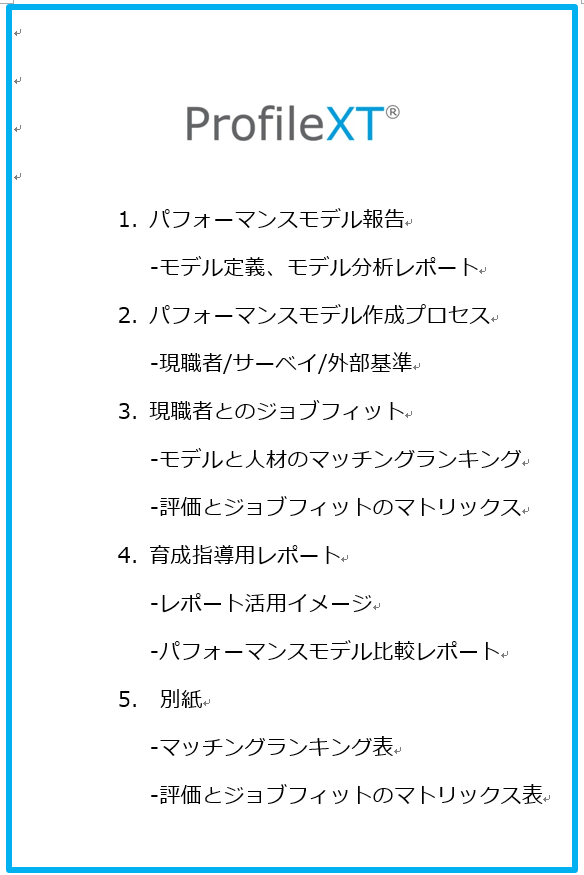 ProfileXT®
1. パフォーマンスモデル報告
-モデル定義、モデル分析レポート
2. パフォーマンスモデル作成プロセス
-現職者/サーベイ/外部基準
3. 現職者とのジョブフィット
-モデルと人材のマッチングランキング
-評価とジョブフィットのマトリックス
4. 育成指導用レポート
-レポート活用イメージ
-パフォーマンスモデル比較レポート
5. 別紙
-マッチングランキング表
-評価とジョブフィットのマトリックス表